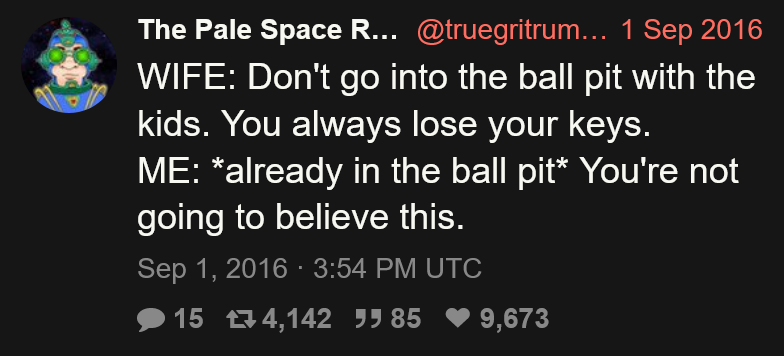 The Pale Space R... @truegritrum... 1 Sep 2016
WIFE: Don't go into the ball pit with the
kids. You always lose your keys.
ME: *already in the ball pit* You're not
going to believe this.
Sep 1, 2016 · 3:54 PM UTC
15 4,142 85 9,673